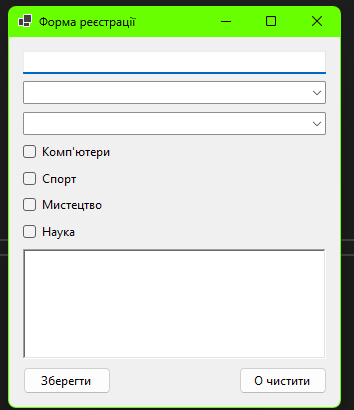 Форма реєстрації
Комп'ютери
Спорт
Мистецтво
Наука
Зберегти
О чистити